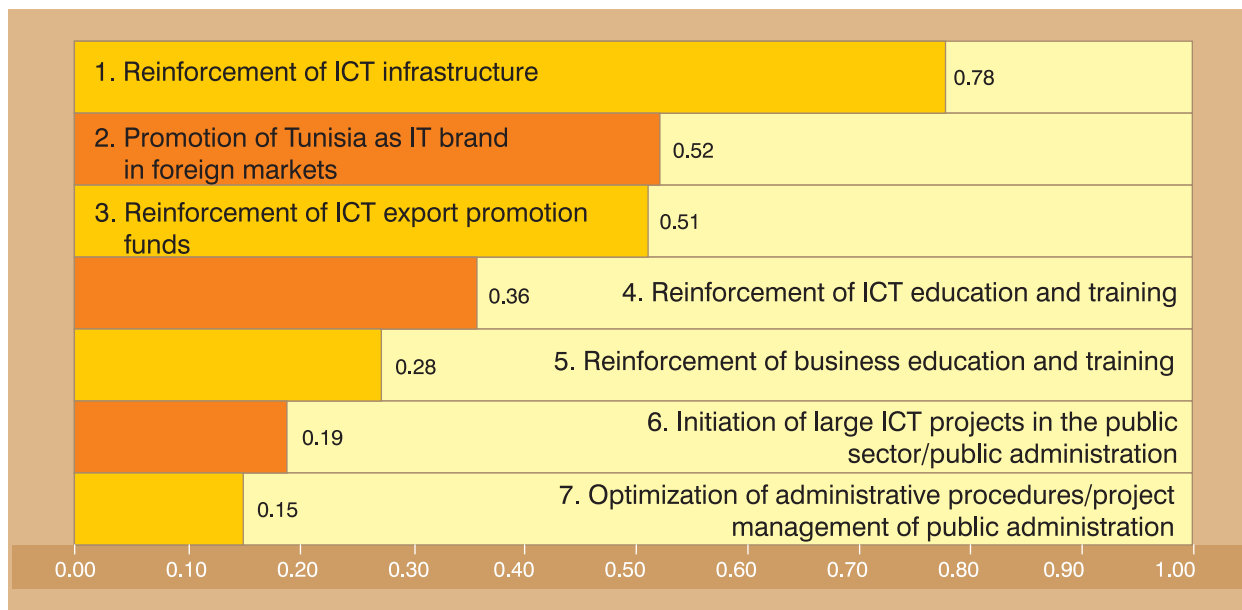 1. Reinforcement of ICT infrastructure
0.78
2. Promotion of Tunisia as IT brand
in foreign markets
0.52
3. Reinforcement of ICT export promotion
funds
0.51
0.36
4. Reinforcement of ICT education and training
0.28
5. Reinforcement of business education and training
0.19
6. Initiation of large ICT projects in the public
sector/public administration
0.15
7. Optimization of administrative procedures/project
management of public administration
0.00 0.10 0.20 0.30 0.40 0.50 0.60 0.70 0.80 0.90 1.00